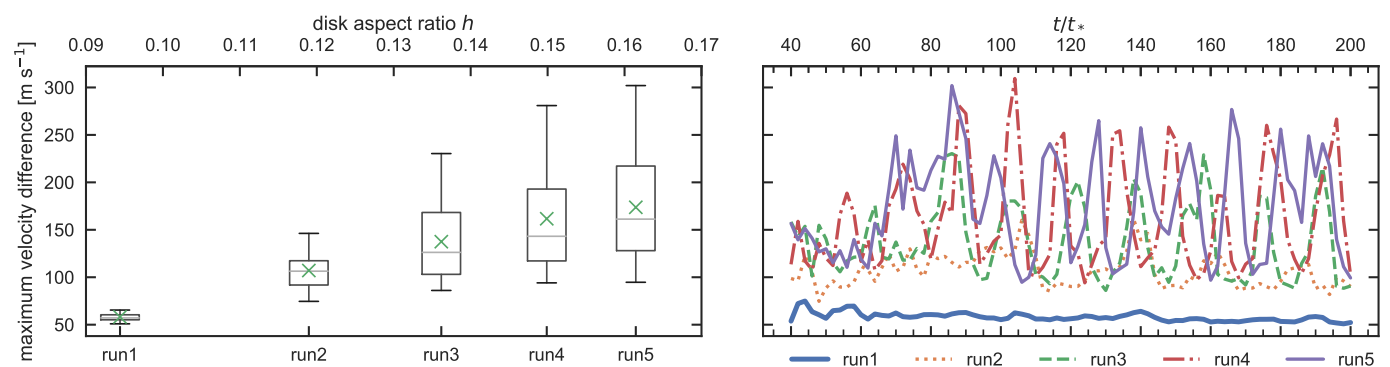 disk aspect ratio h
0.09 0.10 0.11 0.12 0.13 0.14 0.15 0.16 0.17
maximum velocity difference [m s⁻¹]
300
250
200
150
100
50
run1 run2 run3 run4 run5
t/t*
40 60 80 100 120 140 160 180 200
run1 run2 run3 run4 run5